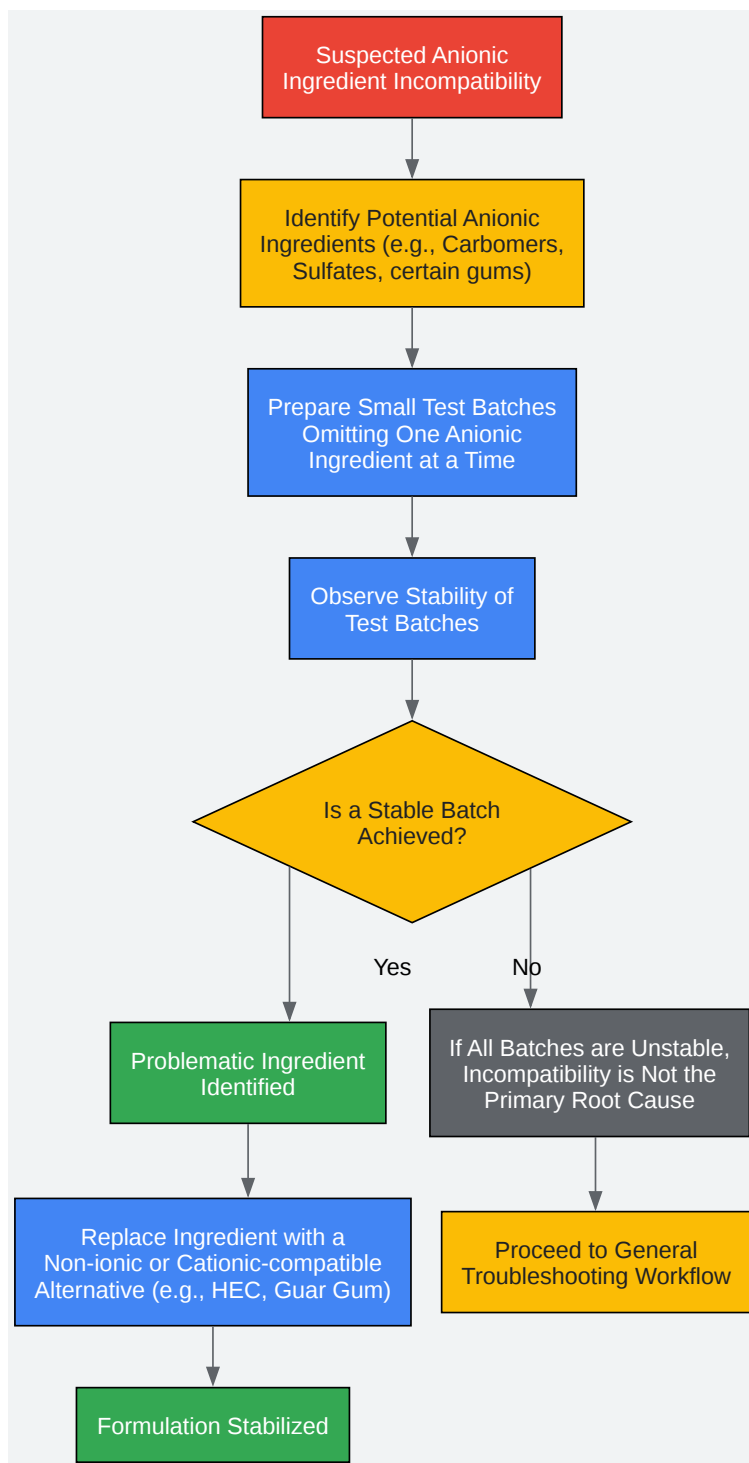 Suspected Anionic
Ingredient Incompatibility
Identify Potential Anionic
Ingredients (e.g., Carbomers,
Sulfates, certain gums)
Prepare Small Test Batches
Omitting One Anionic
Ingredient at a Time
Observe Stability of
Test Batches
Is a Stable Batch
Achieved?
Yes
No
Problematic Ingredient
Identified
If All Batches are Unstable,
Incompatibility is Not the
Primary Root Cause
Replace Ingredient with a
Non-ionic or Cationic-compatible
Alternative (e.g., HEC, Guar Gum)
Proceed to General
Troubleshooting Workflow
Formulation Stabilized